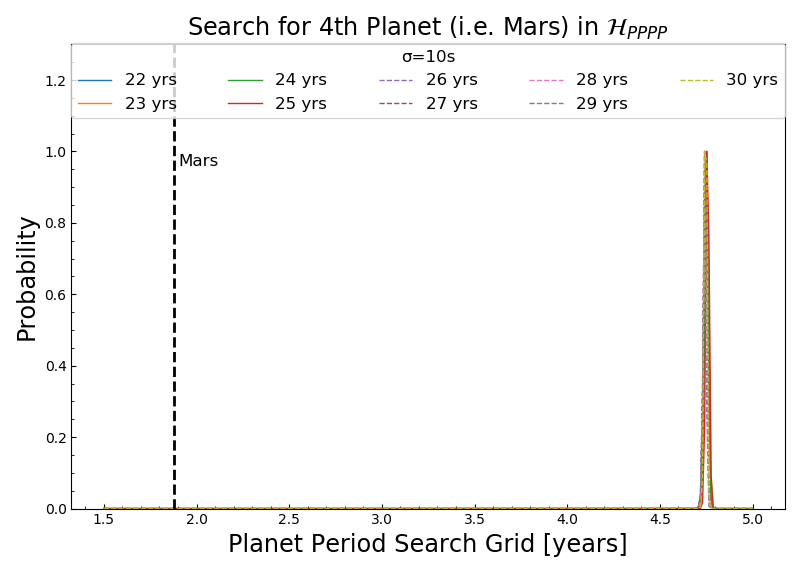 Search for 4th Planet (i.e. Mars) in ℋ_PPPP
σ=10s
22 yrs 24 yrs 26 yrs 28 yrs 30 yrs
23 yrs 25 yrs 27 yrs 29 yrs
Mars
Probability
1.2
1.0
0.8
0.6
0.4
0.2
0.0
1.5 2.0 2.5 3.0 3.5 4.0 4.5 5.0
Planet Period Search Grid [years]